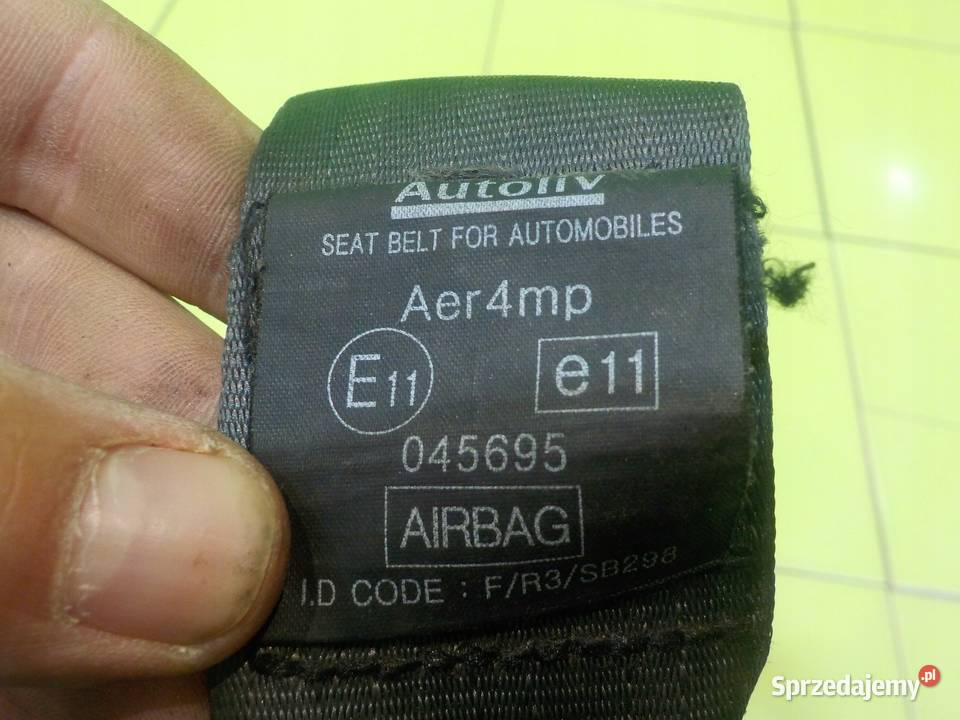 Autoliv
SEAT BELT FOR AUTOMOBILES
Aer4mp
E11 e11
045695
AIRBAG
I.D CODE : F/R3/SB298
Sprzedajemy.pl